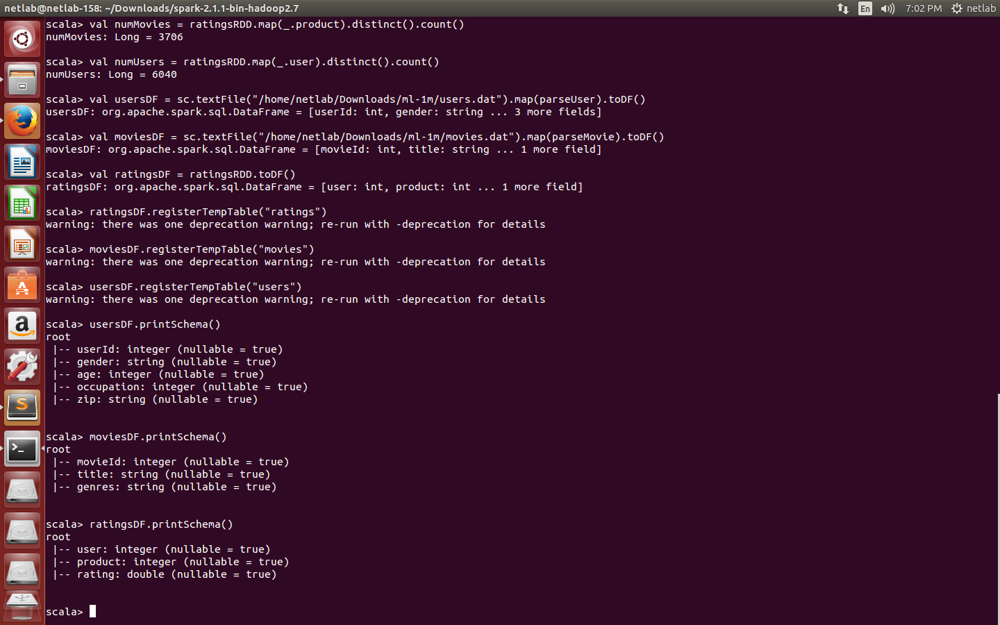 netlab@netlab-158: ~/Downloads/spark-2.1.1-bin-hadoop2.7
En 7:02 PM netlab
scala> val numMovies = ratingsRDD.map(_.product).distinct().count()
numMovies: Long = 3706
scala> val numUsers = ratingsRDD.map(_.user).distinct().count()
numUsers: Long = 6040
scala> val usersDF = sc.textFile("/home/netlab/Downloads/ml-1m/users.dat").map(parseUser).toDF()
usersDF: org.apache.spark.sql.DataFrame = [userId: int, gender: string ... 3 more fields]
scala> val moviesDF = sc.textFile("/home/netlab/Downloads/ml-1m/movies.dat").map(parseMovie).toDF()
moviesDF: org.apache.spark.sql.DataFrame = [movieId: int, title: string ... 1 more field]
scala> val ratingsDF = ratingsRDD.toDF()
ratingsDF: org.apache.spark.sql.DataFrame = [user: int, product: int ... 1 more field]
scala> ratingsDF.registerTempTable("ratings")
warning: there was one deprecation warning; re-run with -deprecation for details
scala> moviesDF.registerTempTable("movies")
warning: there was one deprecation warning; re-run with -deprecation for details
scala> usersDF.registerTempTable("users")
warning: there was one deprecation warning; re-run with -deprecation for details
scala> usersDF.printSchema()
root
 |-- userId: integer (nullable = true)
 |-- gender: string (nullable = true)
 |-- age: integer (nullable = true)
 |-- occupation: integer (nullable = true)
 |-- zip: string (nullable = true)
scala> moviesDF.printSchema()
root
 |-- movieId: integer (nullable = true)
 |-- title: string (nullable = true)
 |-- genres: string (nullable = true)
scala> ratingsDF.printSchema()
root
 |-- user: integer (nullable = true)
 |-- product: integer (nullable = true)
 |-- rating: double (nullable = true)
scala>